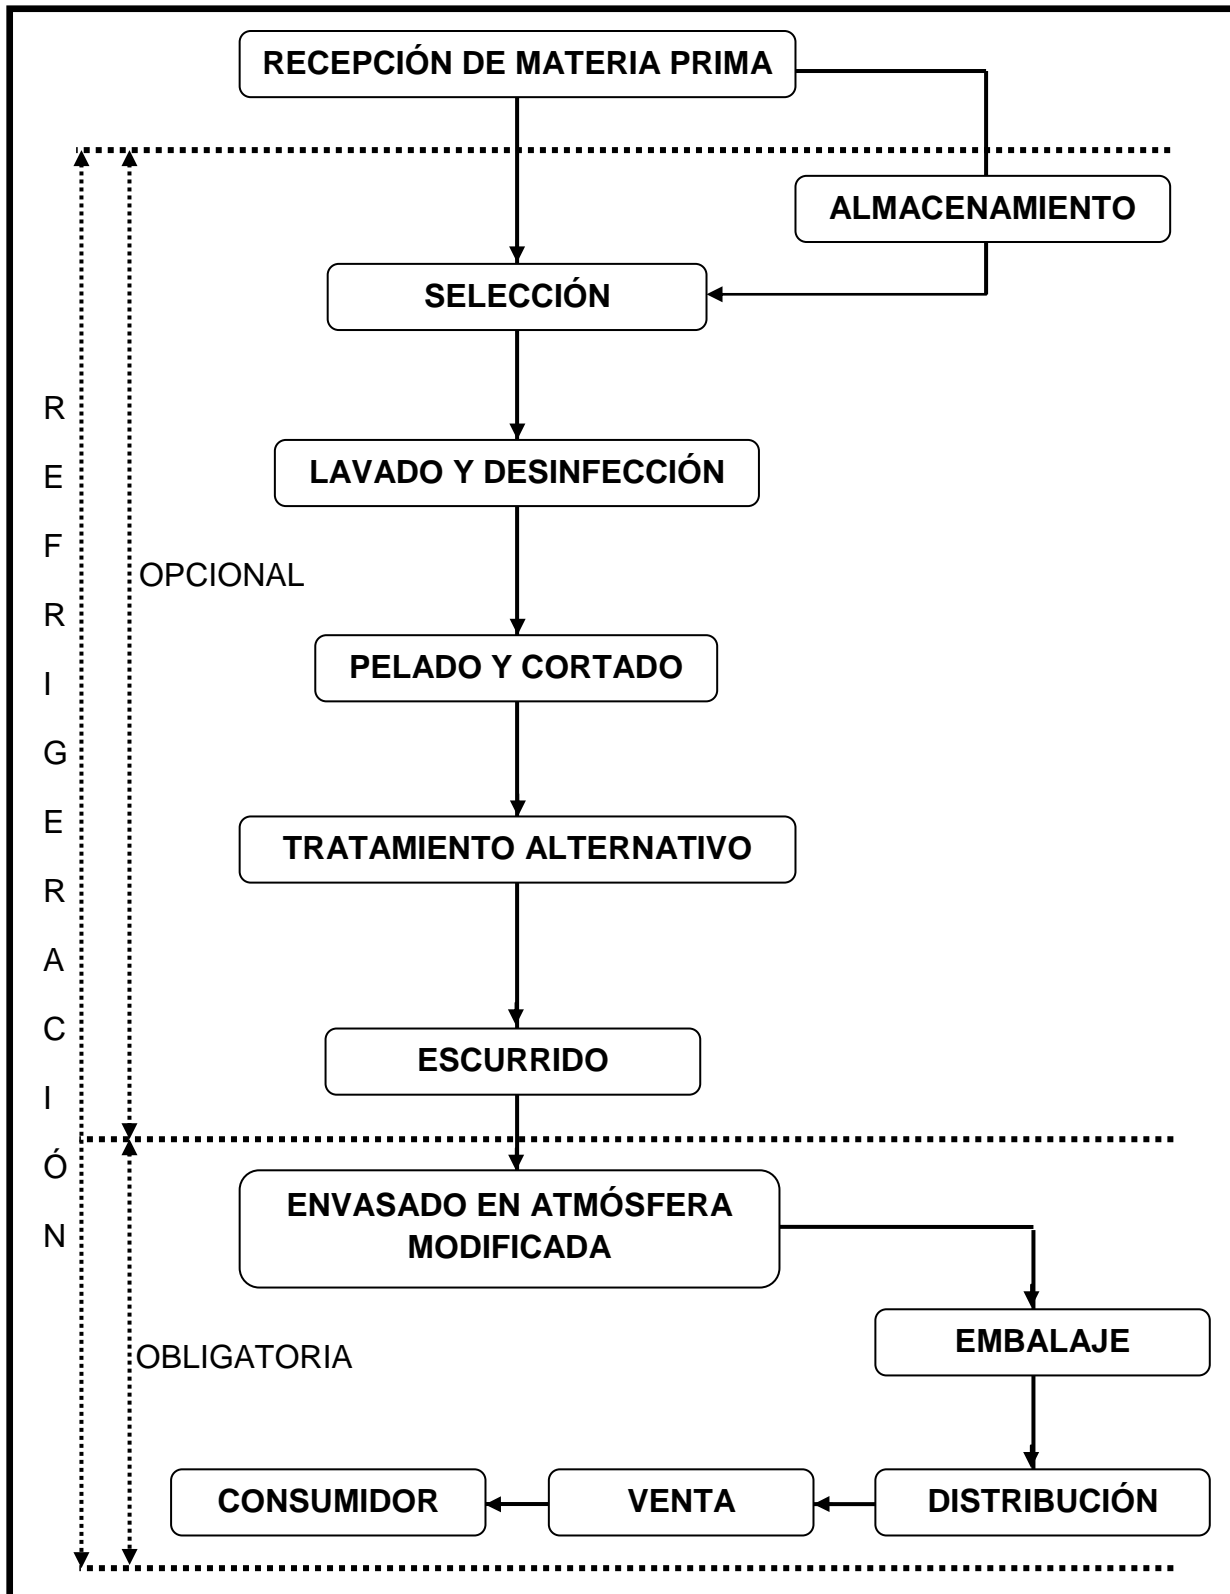 RECEPCIÓN DE MATERIA PRIMA
ALMACENAMIENTO
SELECCIÓN
LAVADO Y DESINFECCIÓN
OPCIONAL
PELADO Y CORTADO
TRATAMIENTO ALTERNATIVO
ESCURRIDO
R
E
F
R
I
G
E
R
A
C
I
Ó
N
ENVASADO EN ATMÓSFERA
MODIFICADA
EMBALAJE
OBLIGATORIA
CONSUMIDOR
VENTA
DISTRIBUCIÓN